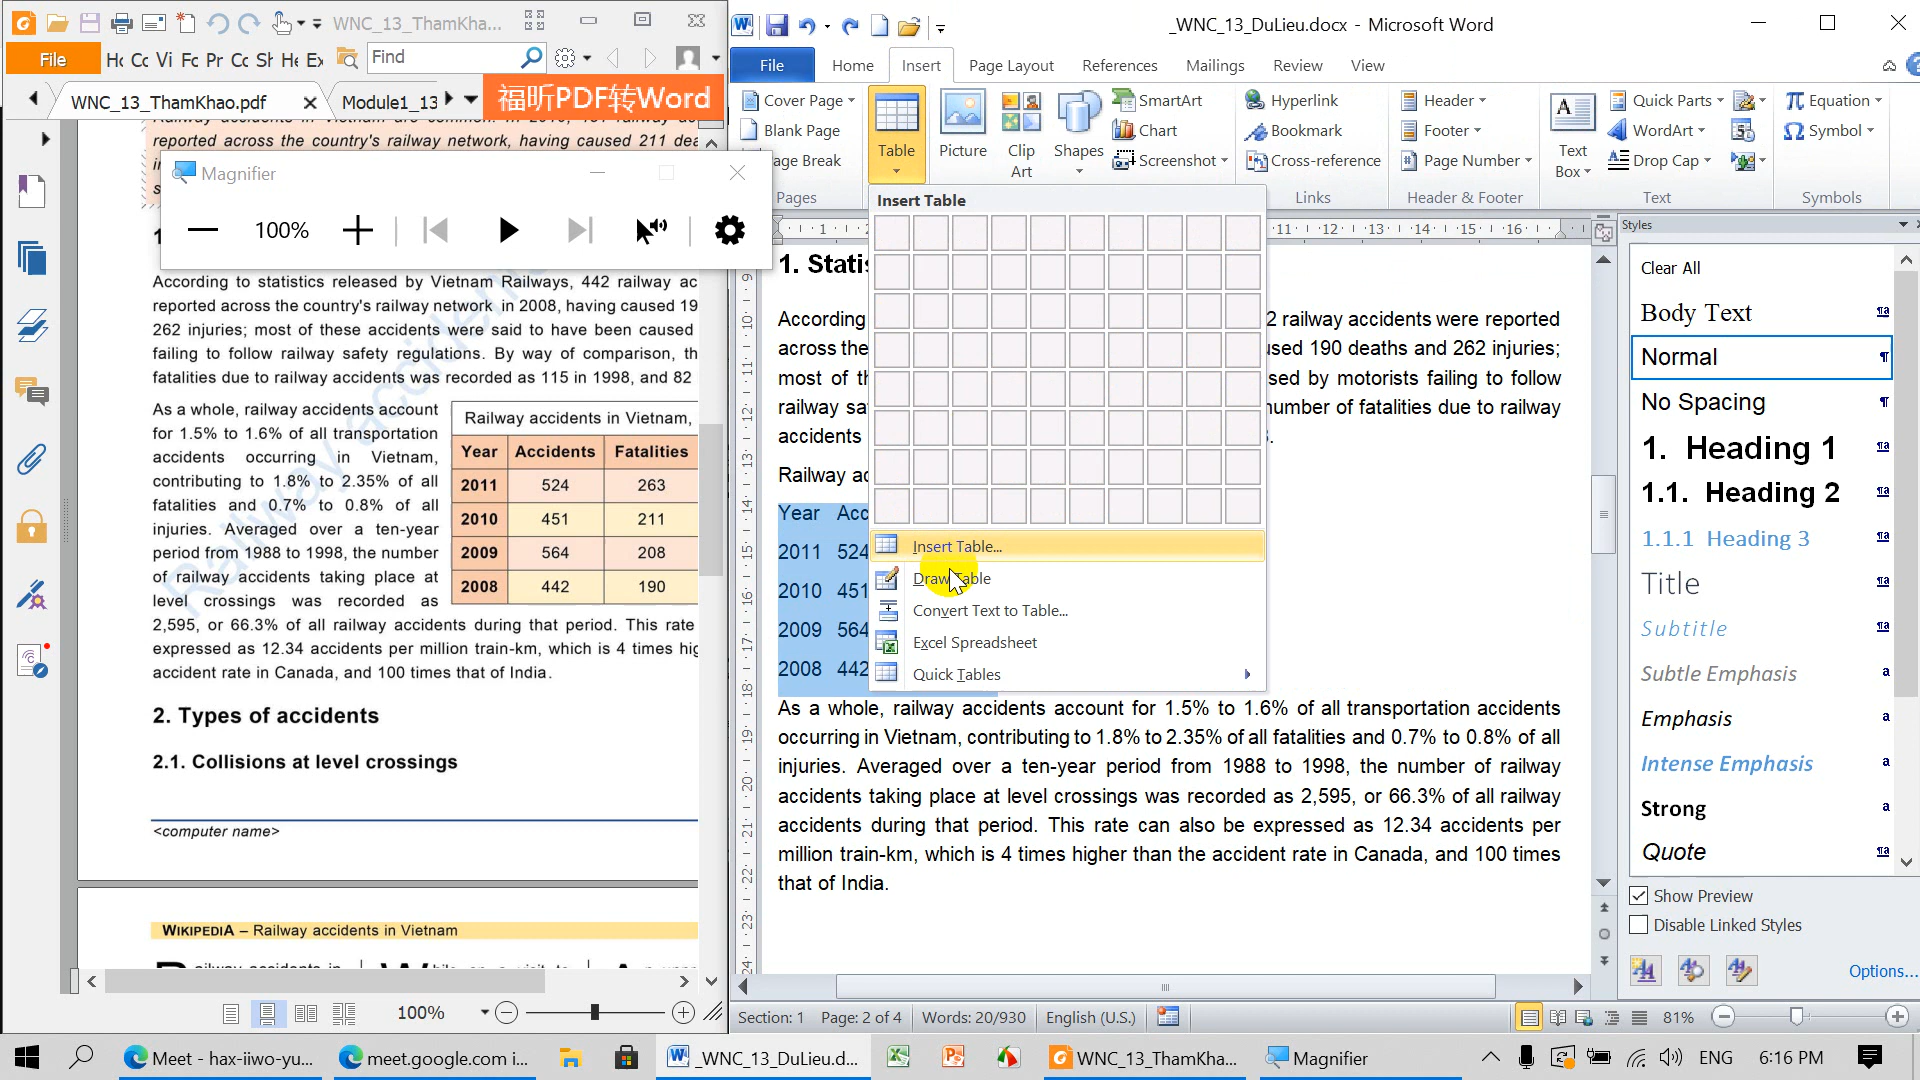 WNC_13_ThamKha...
File
Hc Cc Vi Fc Pr Cc Sh He Ex
Find
WNC_13_ThamKhao.pdf
Module1_13
福昕PDF转Word
reported across the country's railway network, having caused 211 dea
Magnifier
100%
According to statistics released by Vietnam Railways, 442 railway ac
reported across the country's railway network in 2008, having caused 19
262 injuries; most of these accidents were said to have been caused
failing to follow railway safety regulations. By way of comparison, th
fatalities due to railway accidents was recorded as 115 in 1998, and 82
As a whole, railway accidents account
for 1.5% to 1.6% of all transportation
accidents occurring in Vietnam,
contributing to 1.8% to 2.35% of all
fatalities and 0.7% to 0.8% of all
injuries. Averaged over a ten-year
period from 1988 to 1998, the number
of railway accidents taking place at
level crossings was recorded as
2,595, or 66.3% of all railway accidents during that period. This rate
expressed as 12.34 accidents per million train-km, which is 4 times hig
accident rate in Canada, and 100 times that of India.
Railway accidents in Vietnam,
Year Accidents Fatalities
2011 524 263
2010 451 211
2009 564 208
2008 442 190
Railway accidents
2. Types of accidents
2.1. Collisions at level crossings
<computer name>
WIKIPEDIA – Railway accidents in Vietnam
100%
_WNC_13_DuLieu.docx - Microsoft Word
File Home Insert Page Layout References Mailings Review View
Cover Page
Blank Page
age Break
Pages
Table
Picture
Clip Art
Shapes
SmartArt
Chart
Screenshot
Hyperlink
Bookmark
Cross-reference
Links
Header
Footer
Page Number
Header & Footer
Text Box
Quick Parts
WordArt
Drop Cap
Text
Equation
Symbol
Symbols
Insert Table
Insert Table...
Draw Table
Convert Text to Table...
Excel Spreadsheet
Quick Tables
1. Statis
According
2 railway accidents were reported
across the
used 190 deaths and 262 injuries;
most of th
sed by motorists failing to follow
railway sa
number of fatalities due to railway
accidents
Railway ac
Year Acc
2011 524
2010 451
2009 564
2008 442
As a whole, railway accidents account for 1.5% to 1.6% of all transportation accidents
occurring in Vietnam, contributing to 1.8% to 2.35% of all fatalities and 0.7% to 0.8% of all
injuries. Averaged over a ten-year period from 1988 to 1998, the number of railway
accidents taking place at level crossings was recorded as 2,595, or 66.3% of all railway
accidents during that period. This rate can also be expressed as 12.34 accidents per
million train-km, which is 4 times higher than the accident rate in Canada, and 100 times
that of India.
Styles
Clear All
Body Text
Normal
No Spacing
1. Heading 1
1.1. Heading 2
1.1.1 Heading 3
Title
Subtitle
Subtle Emphasis
Emphasis
Intense Emphasis
Strong
Quote
Show Preview
Disable Linked Styles
Options...
Section: 1 Page: 2 of 4 Words: 20/930 English (U.S.)
81%
Meet - hax-iiwo-yu...
meet.google.com i...
_WNC_13_DuLieu.d...
WNC_13_ThamKha...
Magnifier
ENG
6:16 PM